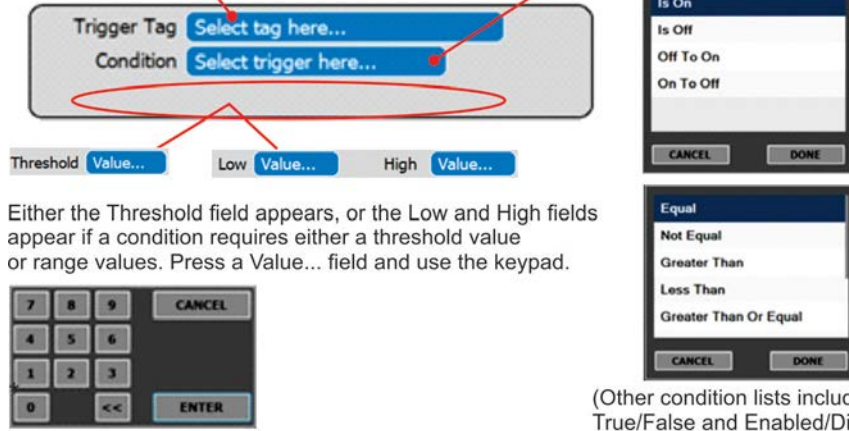 Trigger Tag Select tag here...
Condition Select trigger here...
Threshold Value...
Low Value... High Value...
Either the Threshold field appears, or the Low and High fields
appear if a condition requires either a threshold value
or range values. Press a Value... field and use the keypad.
7 8 9 CANCEL
4 5 6
1 2 3
0 << ENTER
Is On
Is Off
Off To On
On To Off
CANCEL DONE
Equal
Not Equal
Greater Than
Less Than
Greater Than Or Equal
CANCEL DONE
(Other condition lists
True/False and